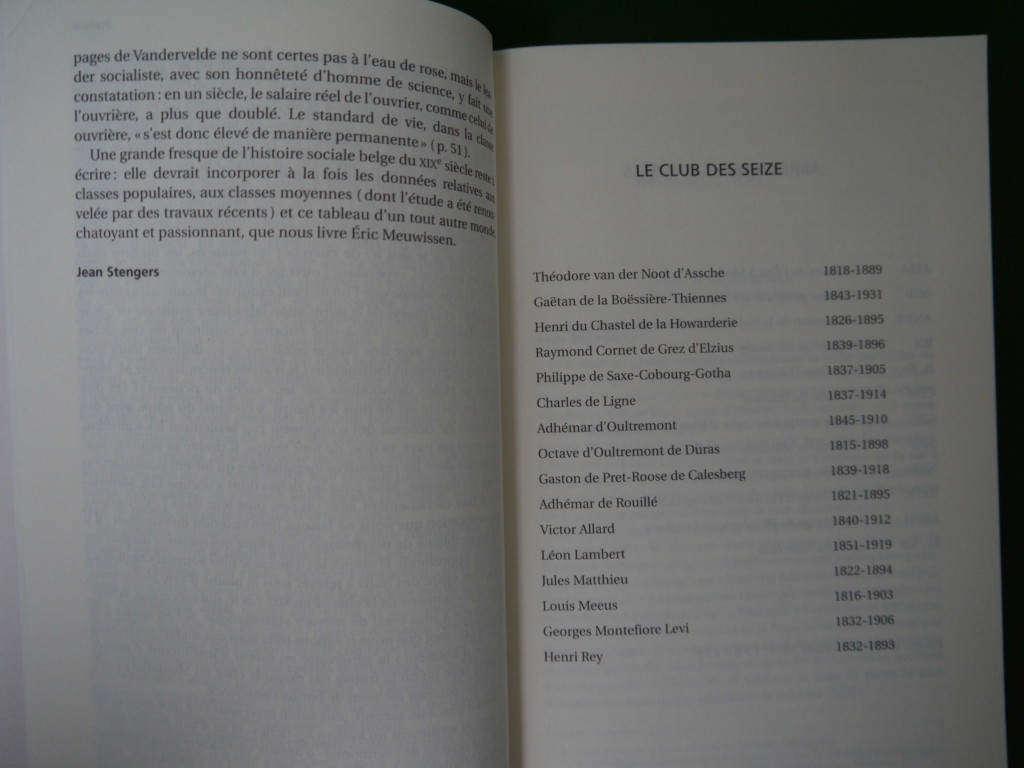 pages de Vandervelde ne sont certes pas à l'eau de rose, mais le lea-
der socialiste, avec son honnêteté d'homme de science, y fait une
constatation : en un siècle, le salaire réel de l'ouvrier, comme celui de
l'ouvrière, a plus que doublé. Le standard de vie, dans la classe
ouvrière, « s'est donc élevé de manière permanente » ( p. 51 ).
Une grande fresque de l'histoire sociale belge du XIXe siècle reste à
écrire : elle devrait incorporer à la fois les données relatives aux
classes populaires, aux classes moyennes ( dont l'étude a été renou-
velée par des travaux récents ) et ce tableau d'un tout autre monde,
chatoyant et passionnant, que nous livre Éric Meuwissen.
Jean Stengers
LE CLUB DES SEIZE
Théodore van der Noot d'Assche 1818-1889
Gaëtan de la Boëssière-Thiennes 1843-1931
Henri du Chastel de la Howarderie 1826-1895
Raymond Cornet de Grez d'Elzius 1839-1896
Philippe de Saxe-Cobourg-Gotha 1837-1905
Charles de Ligne 1837-1914
Adhémar d'Oultremont 1845-1910
Octave d'Oultremont de Duras 1815-1898
Gaston de Pret-Roose de Calesberg 1839-1918
Adhémar de Rouillé 1821-1895
Victor Allard 1840-1912
Léon Lambert 1851-1919
Jules Matthieu 1822-1894
Louis Meeus 1816-1903
Georges Montefiore Levi 1832-1906
Henri Rey 1832-1893